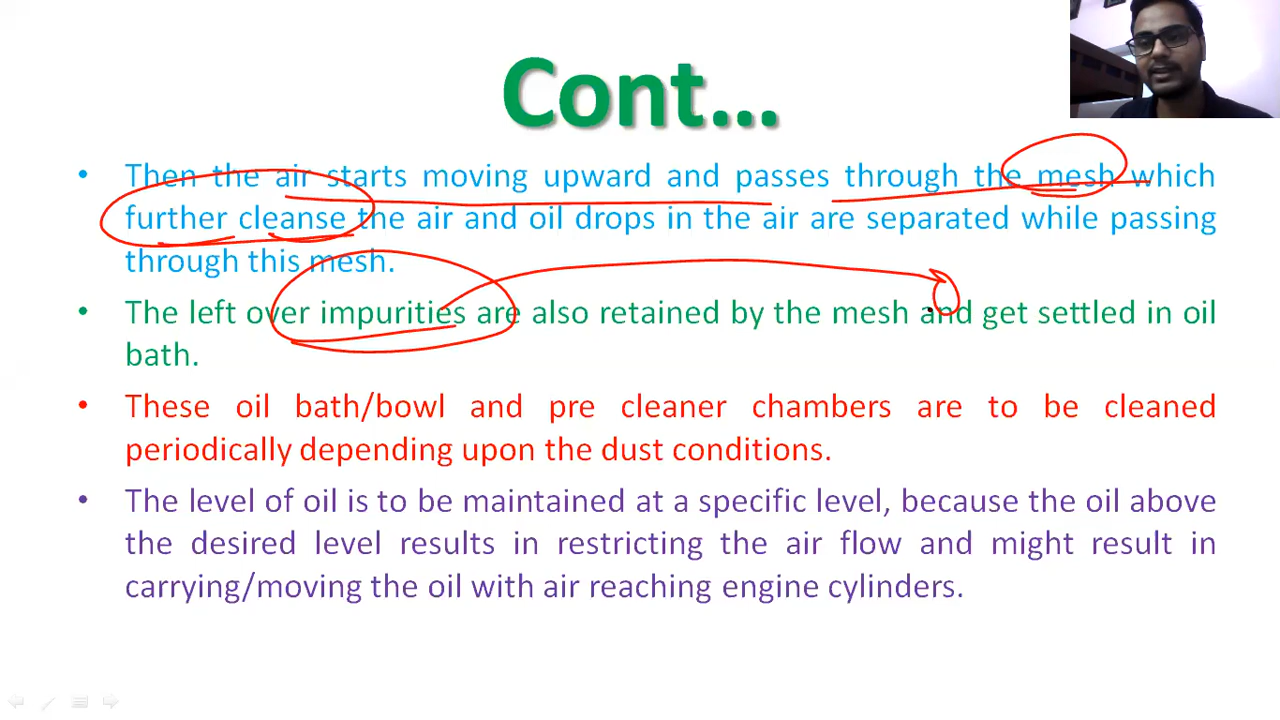 Cont...
• Then the air starts moving upward and passes through the mesh which
further cleanse the air and oil drops in the air are separated while passing
through this mesh.
• The left over impurities are also retained by the mesh and get settled in oil
bath.
• These oil bath/bowl and pre cleaner chambers are to be cleaned
periodically depending upon the dust conditions.
• The level of oil is to be maintained at a specific level, because the oil above
the desired level results in restricting the air flow and might result in
carrying/moving the oil with air reaching engine cylinders.